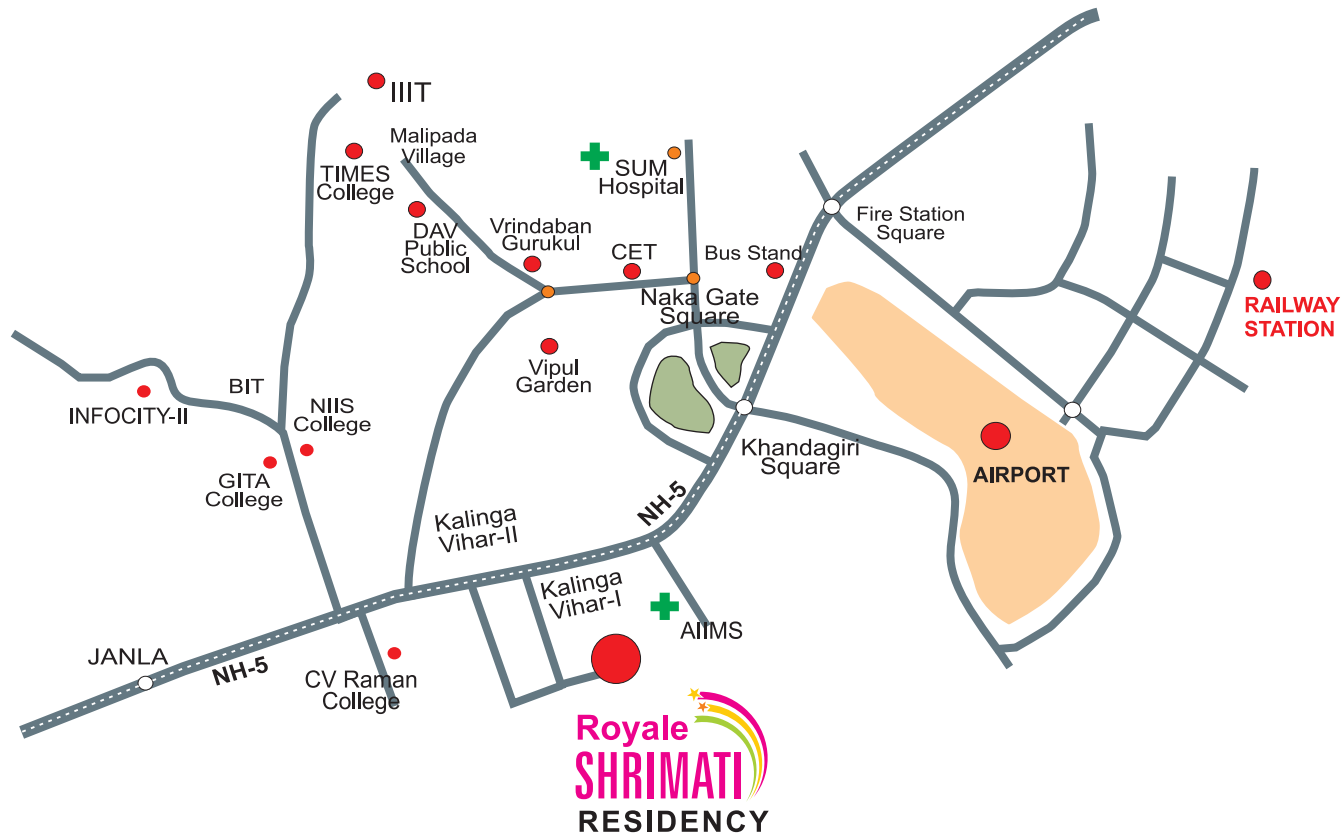 IIIT
Malipada
Village
TIMES
College
SUM
Hospital
DAV
Public
School
Vrindaban
Gurukul
CET
Bus Stand
Fire Station
Square
Naka Gate
Square
RAILWAY
STATION
Vipul
Garden
BIT
INFOCITY-II
NIIS
College
GITA
College
Khandagiri
Square
AIRPORT
NH-5
Kalinga
Vihar-II
Kalinga
Vihar-I
AIIMS
JANLA
NH-5
CV Raman
College
Royale
SHRIMATI
RESIDENCY